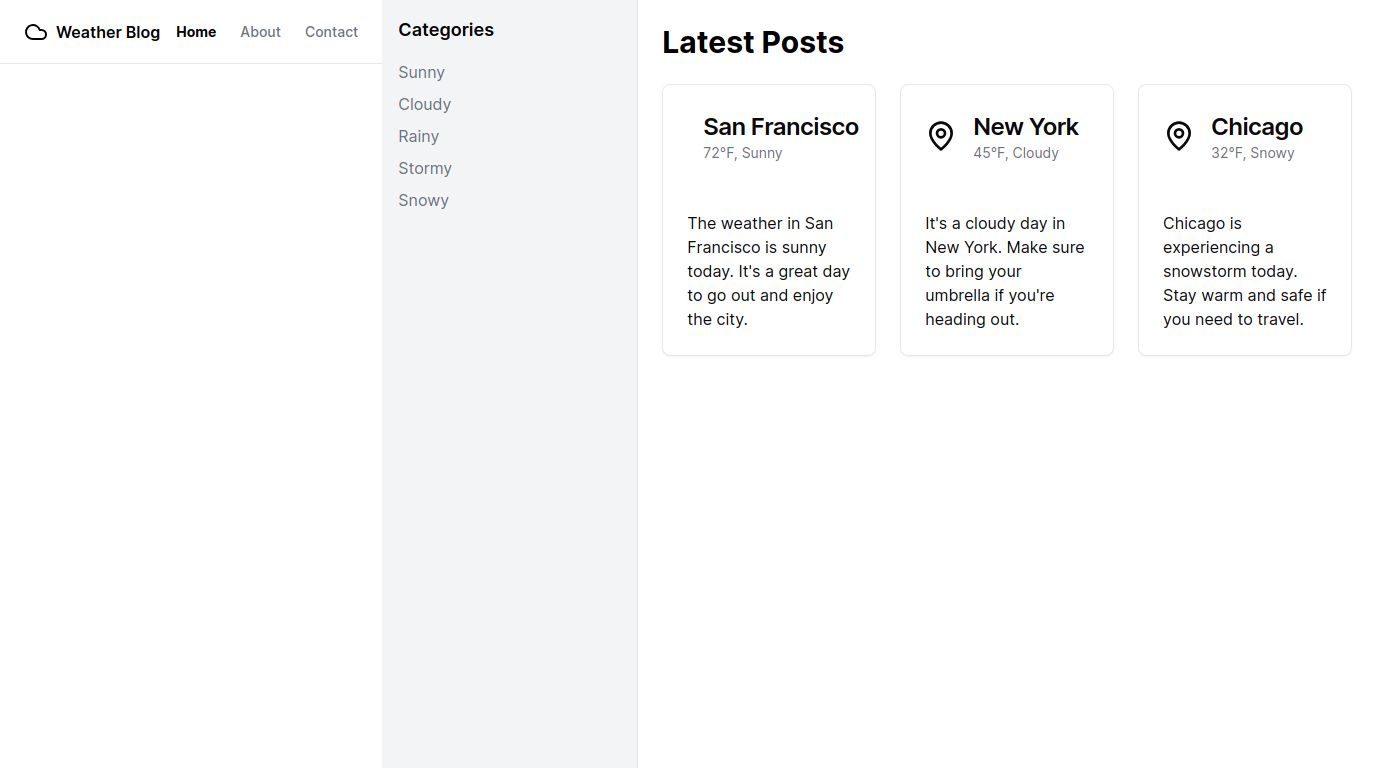 Weather Blog Home About Contact
Categories
Sunny
Cloudy
Rainy
Stormy
Snowy
Latest Posts
San Francisco
72°F, Sunny
The weather in San
Francisco is sunny
today. It's a great day
to go out and enjoy
the city.
New York
45°F, Cloudy
It's a cloudy day in
New York. Make sure
to bring your
umbrella if you're
heading out.
Chicago
32°F, Snowy
Chicago is
experiencing a
snowstorm today.
Stay warm and safe if
you need to travel.